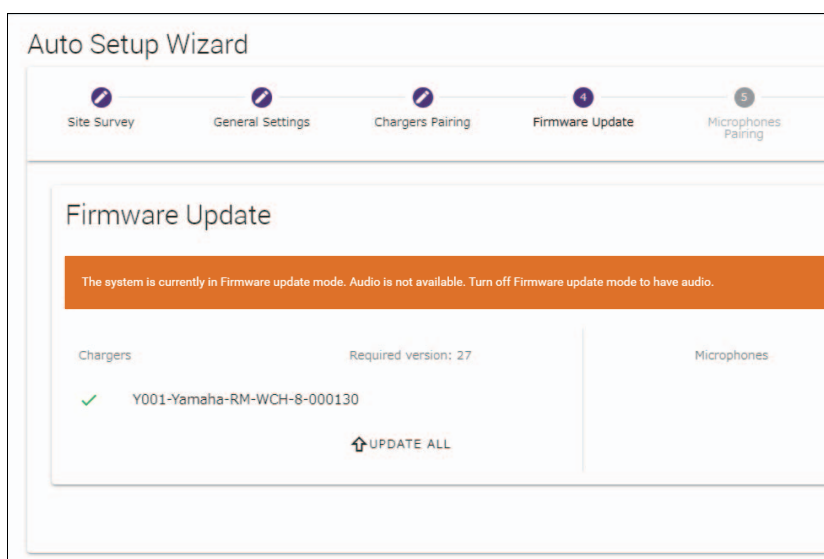 Auto Setup Wizard
Site Survey
General Settings
Chargers Pairing
4
Firmware Update
5
Microphones
Pairing
Firmware Update
The system is currently in Firmware update mode. Audio is not available. Turn off Firmware update mode to have audio.
Chargers
Required version: 27
Microphones
Y001-Yamaha-RM-WCH-8-000130
UPDATE ALL